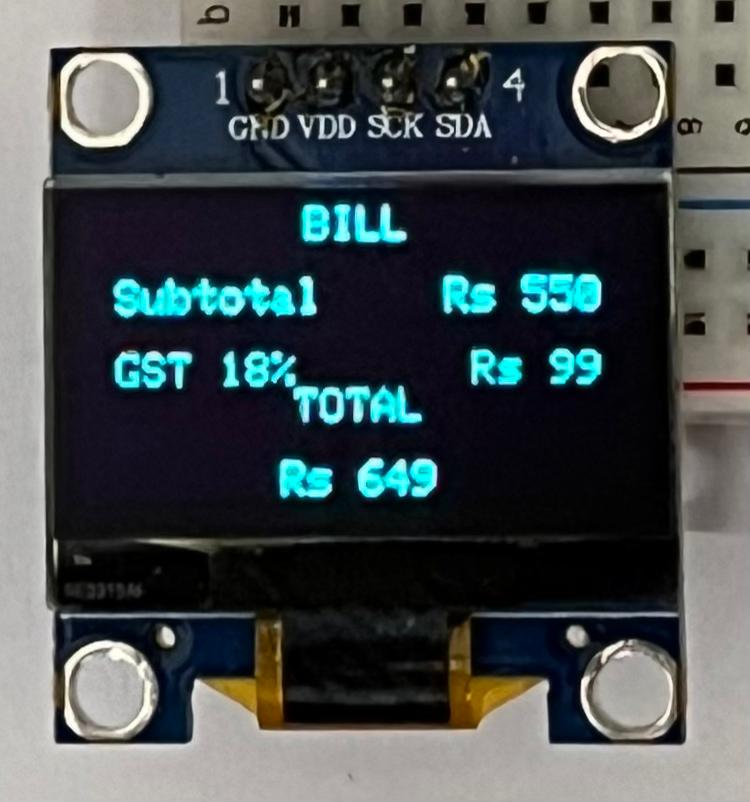 1 4
GND VDD SCK SDA
BILL
Subtotal Rs 550
GST 18% Rs 99
TOTAL
Rs 649